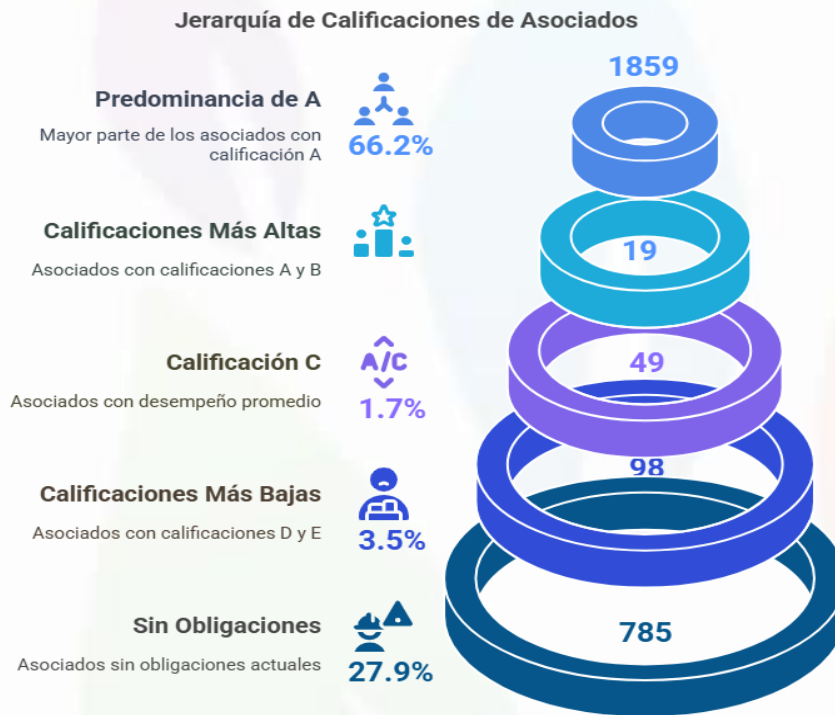 Jerarquía de Calificaciones de Asociados
1859
Predominancia de A
Mayor parte de los asociados con
calificación A
66.2%
Calificaciones Más Altas
Asociados con calificaciones A y B
19
Calificación C
Asociados con desempeño promedio
A/C
1.7%
49
Calificaciones Más Bajas
Asociados con calificaciones D y E
3.5%
98
Sin Obligaciones
Asociados sin obligaciones actuales
27.9%
785